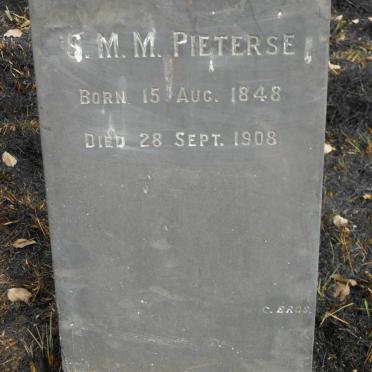 S. M. M. PIETERSE
BORN 15 AUG. 1848
DIED 28 SEPT. 1908
C. BROS.